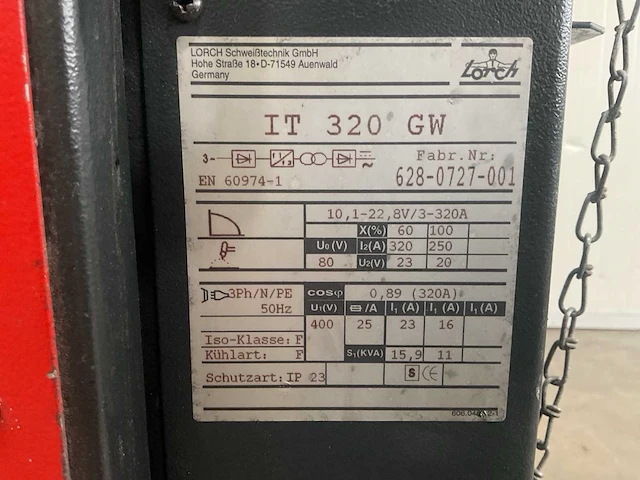 LORCH Schweißtechnik GmbH
Hohe Straße 18•D-71549 Auenwald
Germany
Lorch
IT 320 GW
3~
Fabr.Nr:
EN 60974-1
628-0727-001
10,1-22,8V/3-320A
X(%) 60 100
U₀(V) I₂(A) 320 250
80 U₂(V) 23 20
3Ph/N/PE cosφ 0,89 (320A)
50Hz U₁(V) /A I₁(A) I₁(A) I₁(A)
400 25 23 16
Iso-Klasse: F
Kühlart: F S₁(KVA) 15,9 11
Schutzart: IP 23 S CE